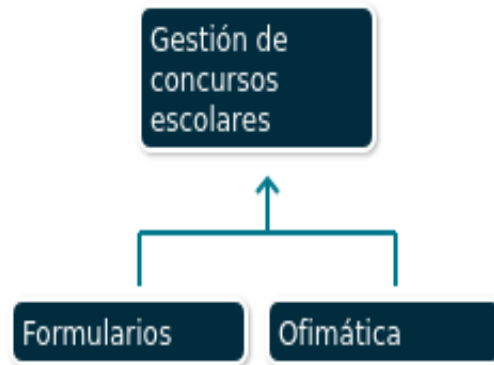 Gestión de
concursos
escolares
Formularios
Ofimática